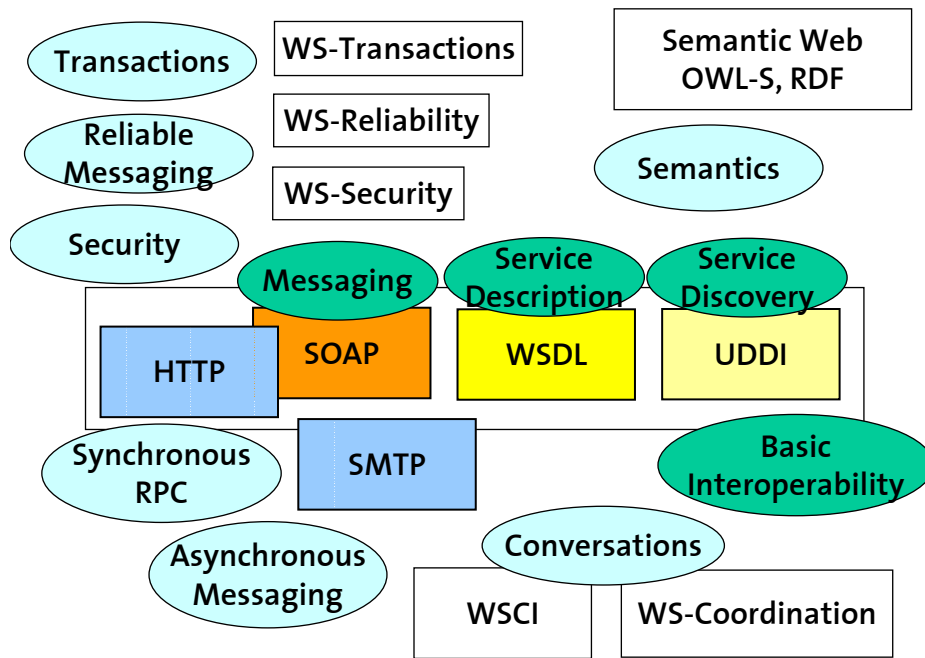 Transactions
WS-Transactions
Semantic Web
OWL-S, RDF
Reliable
Messaging
WS-Reliability
WS-Security
Semantics
Security
Messaging
Service
Description
Service
Discovery
HTTP
SOAP
WSDL
UDDI
Synchronous
RPC
SMTP
Basic
Interoperability
Asynchronous
Messaging
Conversations
WSCI
WS-Coordination